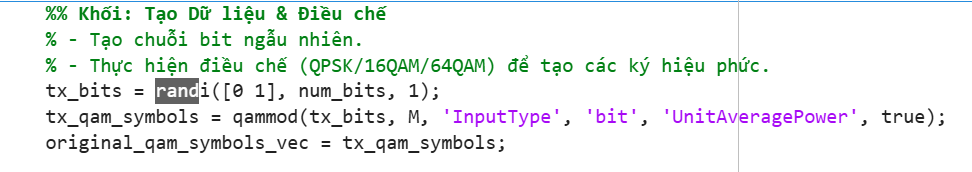 %% Khối: Tạo Dữ liệu & Điều chế
% - Tạo chuỗi bit ngẫu nhiên.
% - Thực hiện điều chế (QPSK/16QAM/64QAM) để tạo các ký hiệu phức.
tx_bits = randi([0 1], num_bits, 1);
tx_qam_symbols = qammod(tx_bits, M, 'InputType', 'bit', 'UnitAveragePower', true);
original_qam_symbols_vec = tx_qam_symbols;